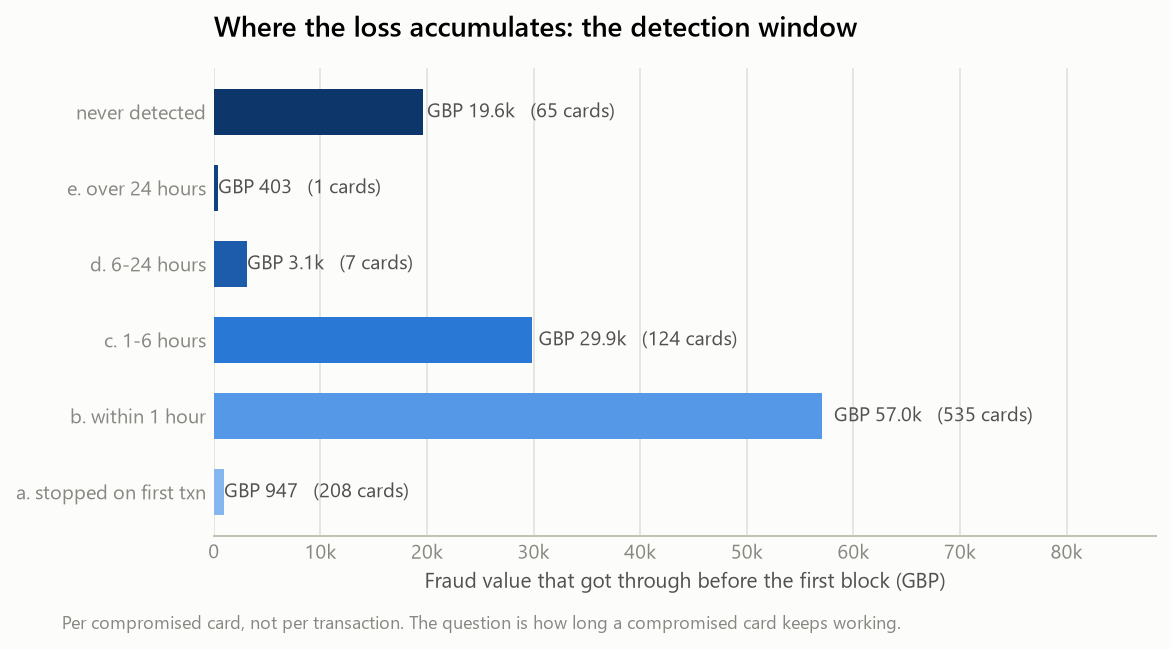 Where the loss accumulates: the detection window
never detected
GBP 19.6k (65 cards)
e. over 24 hours
GBP 403 (1 cards)
d. 6-24 hours
GBP 3.1k (7 cards)
c. 1-6 hours
GBP 29.9k (124 cards)
b. within 1 hour
GBP 57.0k (535 cards)
a. stopped on first txn
GBP 947 (208 cards)
0 10k 20k 30k 40k 50k 60k 70k 80k
Fraud value that got through before the first block (GBP)
Per compromised card, not per transaction. The question is how long a compromised card keeps working.